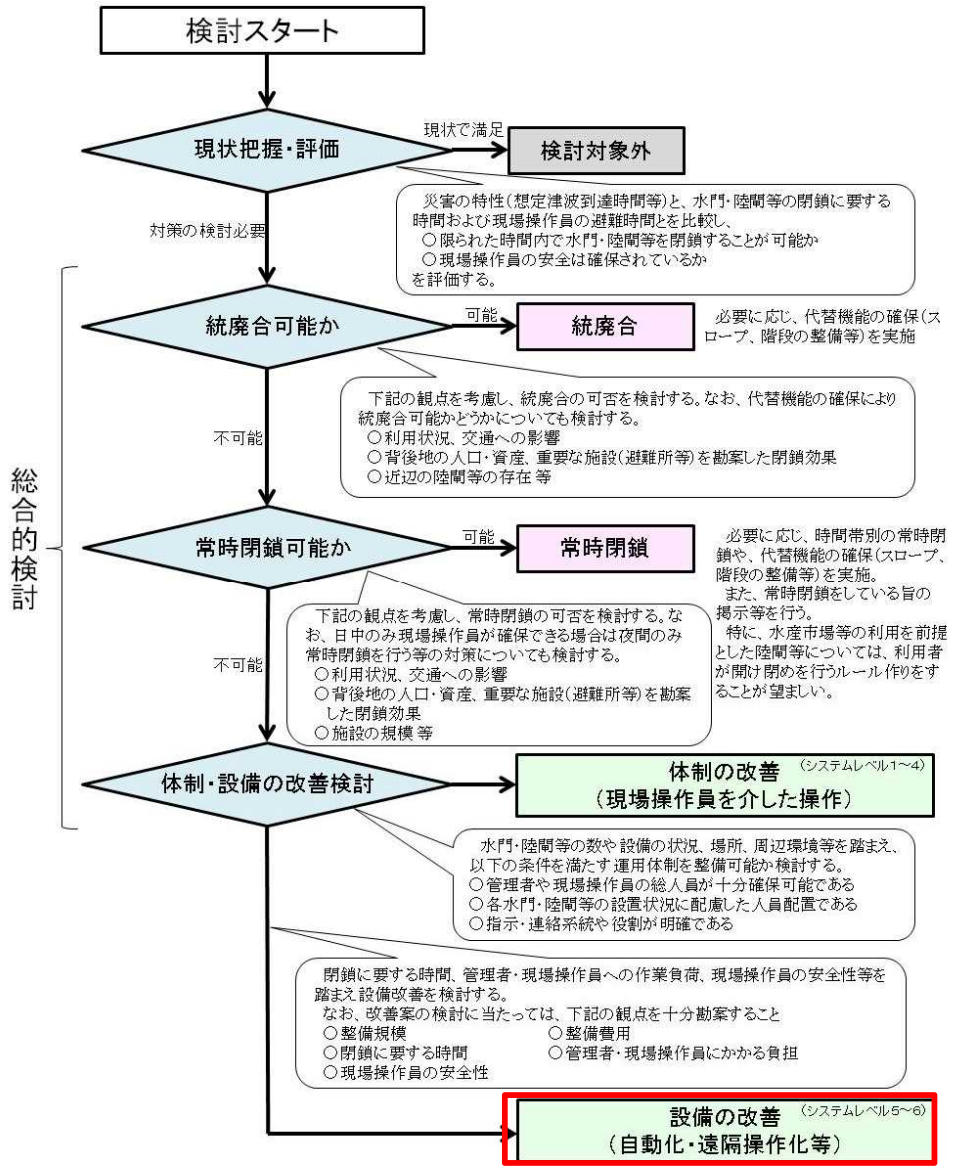 検討スタート
現状把握・評価
現状で満足
検討対象外
災害の特性(想定津波到達時間等)と、水門・陸閘等の閉鎖に要する
時間および現場操作員の避難時間とを比較し、
○限られた時間内で水門・陸閘等を閉鎖することが可能か
○現場操作員の安全は確保されているか
を評価する。
対策の検討必要
総合的検討
統廃合可能か
可能
統廃合
必要に応じ、代替機能の確保(ス
ロープ、階段の整備等)を実施
下記の観点を考慮し、統廃合の可否を検討する。なお、代替機能の確保により
統廃合可能かどうかについても検討する。
○利用状況、交通への影響
○背後地の人口・資産、重要な施設(避難所等)を勘案した閉鎖効果
○近辺の陸閘等の存在 等
不可能
常時閉鎖可能か
可能
常時閉鎖
必要に応じ、時間帯別の常時閉
鎖や、代替機能の確保(スロープ、
階段の整備等)を実施。
また、常時閉鎖をしている旨の
掲示等を行う。
特に、水産市場等の利用を前提
とした陸閘等については、利用者
が開け閉めを行うルール作りをす
ることが望ましい。
下記の観点を考慮し、常時閉鎖の可否を検討する。な
お、日中のみ現場操作員が確保できる場合は夜間のみ
常時閉鎖を行う等の対策についても検討する。
○利用状況、交通への影響
○背後地の人口・資産、重要な施設(避難所等)を勘案
した閉鎖効果
○施設の規模 等
不可能
体制・設備の改善検討
体制の改善 (システムレベル1~4)
(現場操作員を介した操作)
水門・陸閘等の数や設備の状況、場所、周辺環境等を踏まえ、
以下の条件を満たす運用体制を整備可能か検討する。
○管理者や現場操作員の総人員が十分確保可能である
○各水門・陸閘等の設置状況に配慮した人員配置である
○指示・連絡系統や役割が明確である
閉鎖に要する時間、管理者・現場操作員への作業負荷、現場操作員の安全性等を
踏まえ設備改善を検討する。
なお、改善案の検討に当たっては、下記の観点を十分勘案すること
○整備規模 ○整備費用
○閉鎖に要する時間 ○管理者・現場操作員にかかる負担
○現場操作員の安全性
設備の改善 (システムレベル5~6)
(自動化・遠隔操作化等)